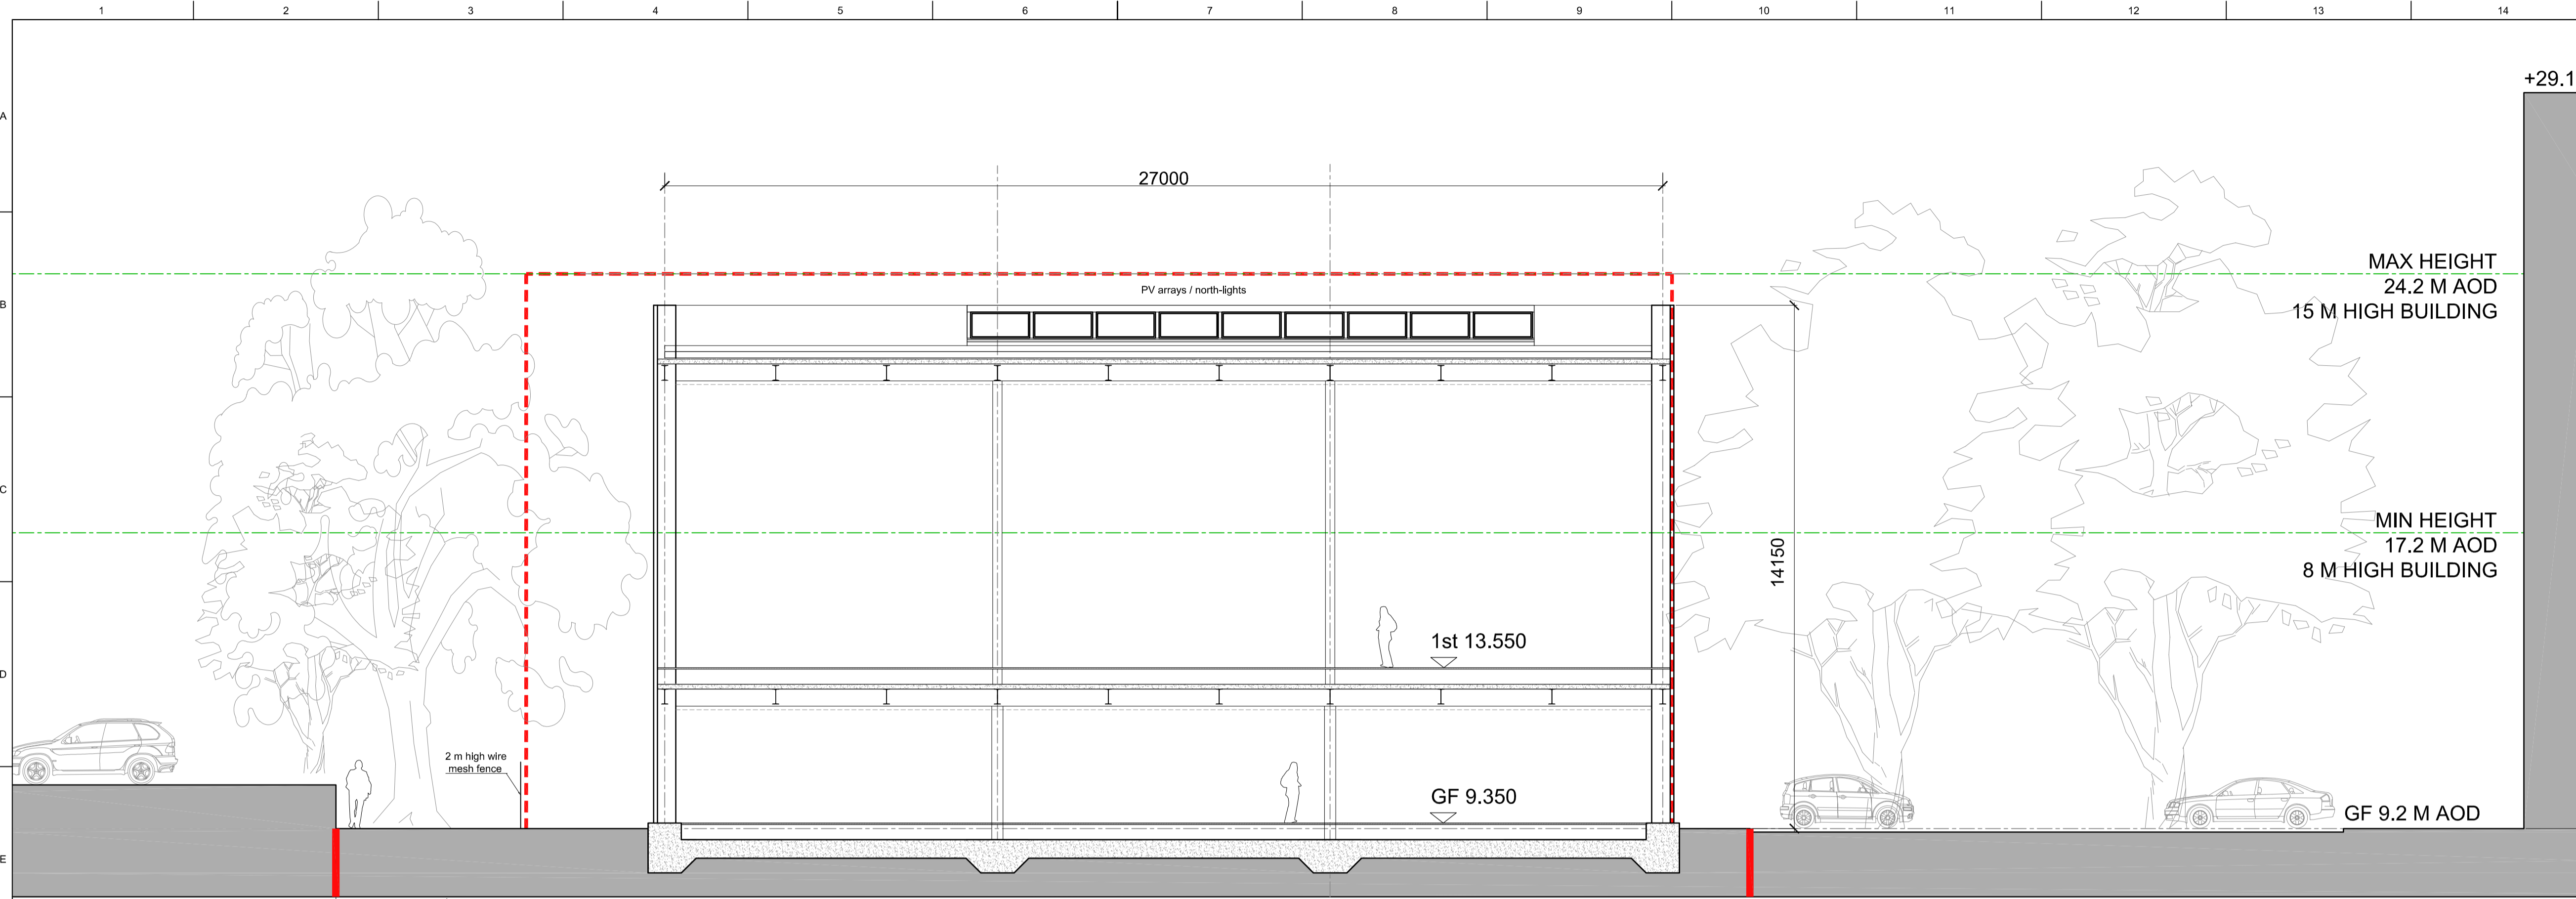 1 2 3 4 5 6 7 8 9 10 11 12 13 14
A
+29.1
27000
MAX HEIGHT
24.2 M AOD
15 M HIGH BUILDING
B
PV arrays / north-lights
C
MIN HEIGHT
17.2 M AOD
8 M HIGH BUILDING
14150
1st 13.550
D
2 m high wire
mesh fence
GF 9.350
GF 9.2 M AOD
E